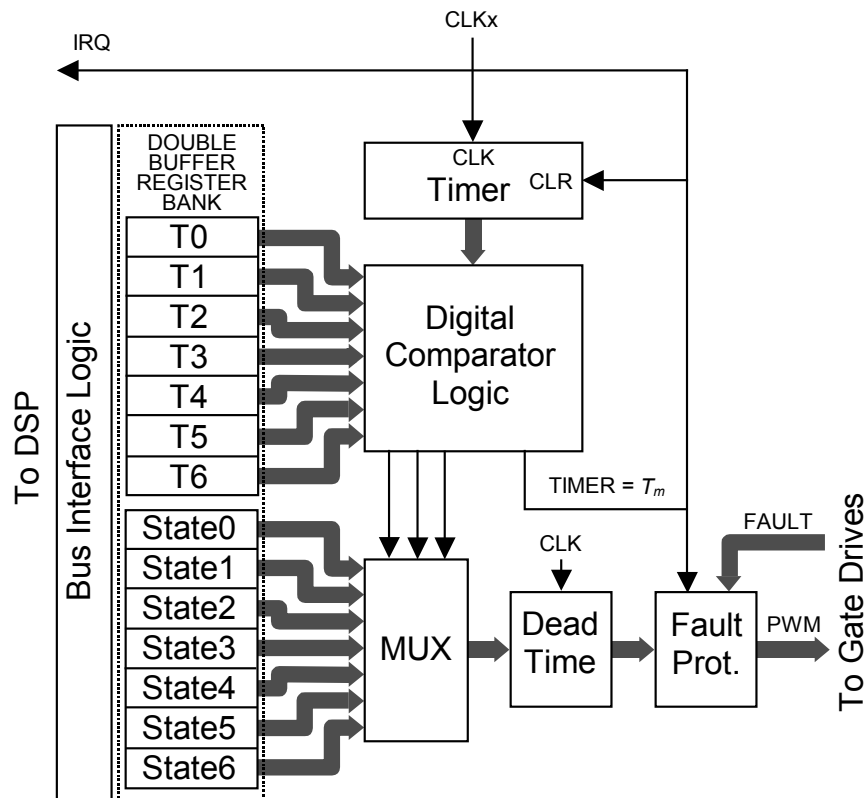 CLKx
IRQ
DOUBLE
BUFFER
REGISTER
BANK
CLK
Timer
CLR
T0
T1
T2
T3
T4
T5
T6
Digital
Comparator
Logic
To DSP
Bus Interface Logic
TIMER = Tm
State0
State1
State2
State3
State4
State5
State6
MUX
CLK
Dead
Time
FAULT
Fault
Prot.
PWM
To Gate Drives